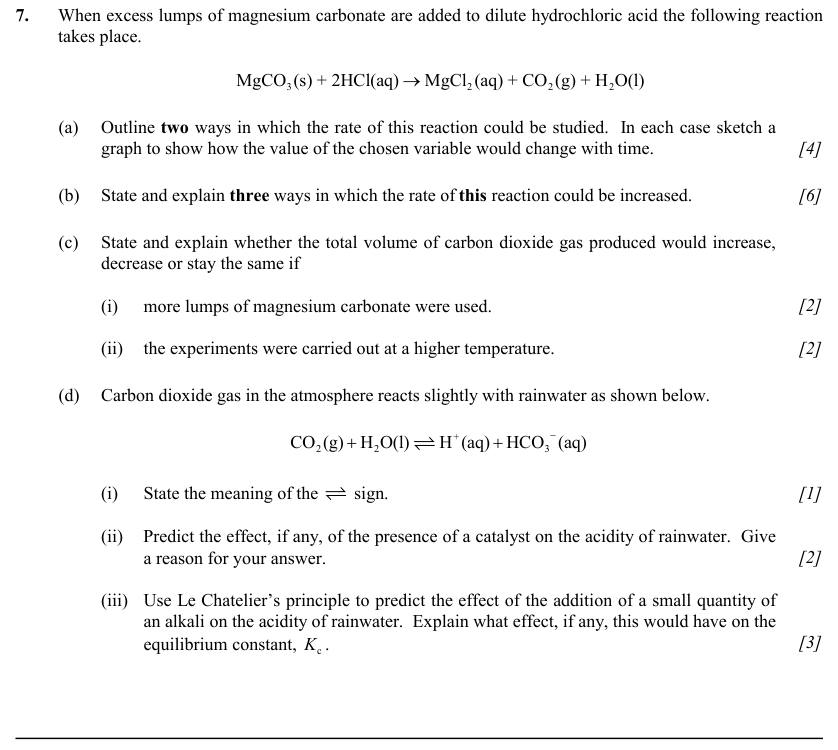 7. When excess lumps of magnesium carbonate are added to dilute hydrochloric acid the following reaction
takes place.
MgCO₃(s) + 2HCl(aq) → MgCl₂(aq) + CO₂(g) + H₂O(l)
(a) Outline two ways in which the rate of this reaction could be studied. In each case sketch a
graph to show how the value of the chosen variable would change with time. [4]
(b) State and explain three ways in which the rate of this reaction could be increased. [6]
(c) State and explain whether the total volume of carbon dioxide gas produced would increase,
decrease or stay the same if
(i) more lumps of magnesium carbonate were used. [2]
(ii) the experiments were carried out at a higher temperature. [2]
(d) Carbon dioxide gas in the atmosphere reacts slightly with rainwater as shown below.
CO₂(g) + H₂O(l) ⇌ H⁺(aq) + HCO₃⁻(aq)
(i) State the meaning of the ⇌ sign. [1]
(ii) Predict the effect, if any, of the presence of a catalyst on the acidity of rainwater. Give
a reason for your answer. [2]
(iii) Use Le Chatelier’s principle to predict the effect of the addition of a small quantity of
an alkali on the acidity of rainwater. Explain what effect, if any, this would have on the
equilibrium constant, K꜀. [3]